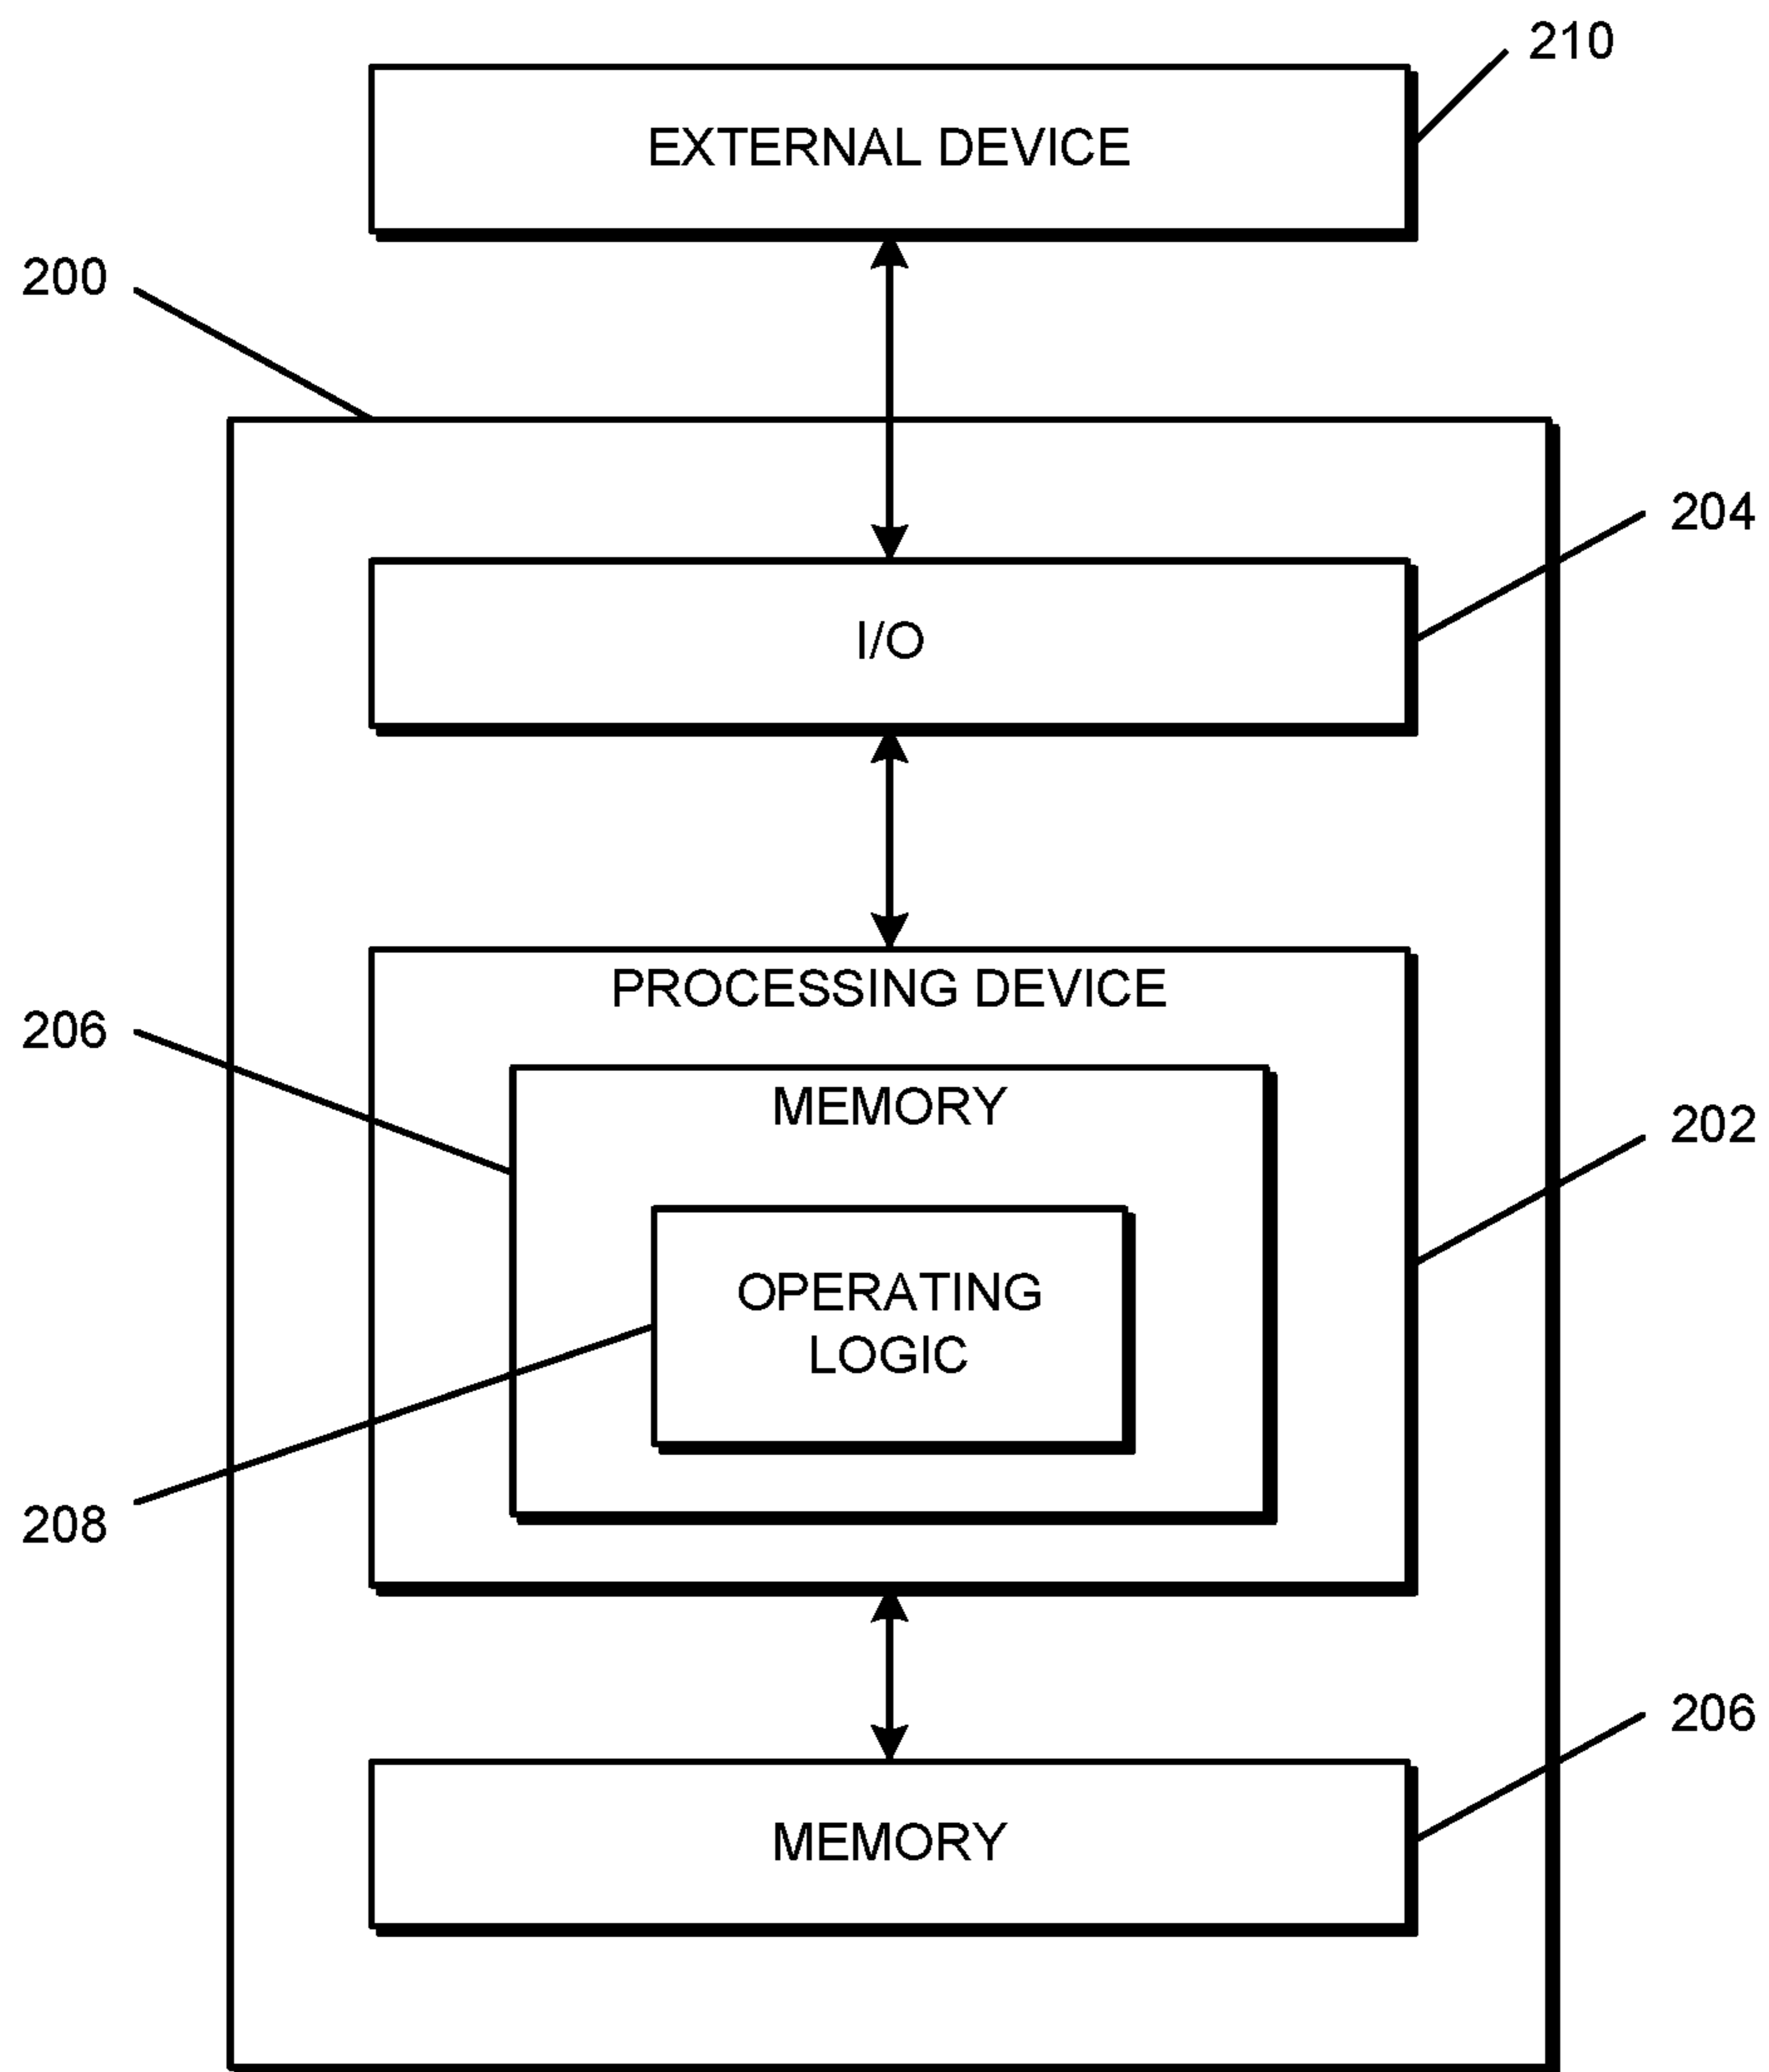 210
EXTERNAL DEVICE
200
204
I/O
PROCESSING DEVICE
206
MEMORY
202
OPERATING
LOGIC
208
206
MEMORY